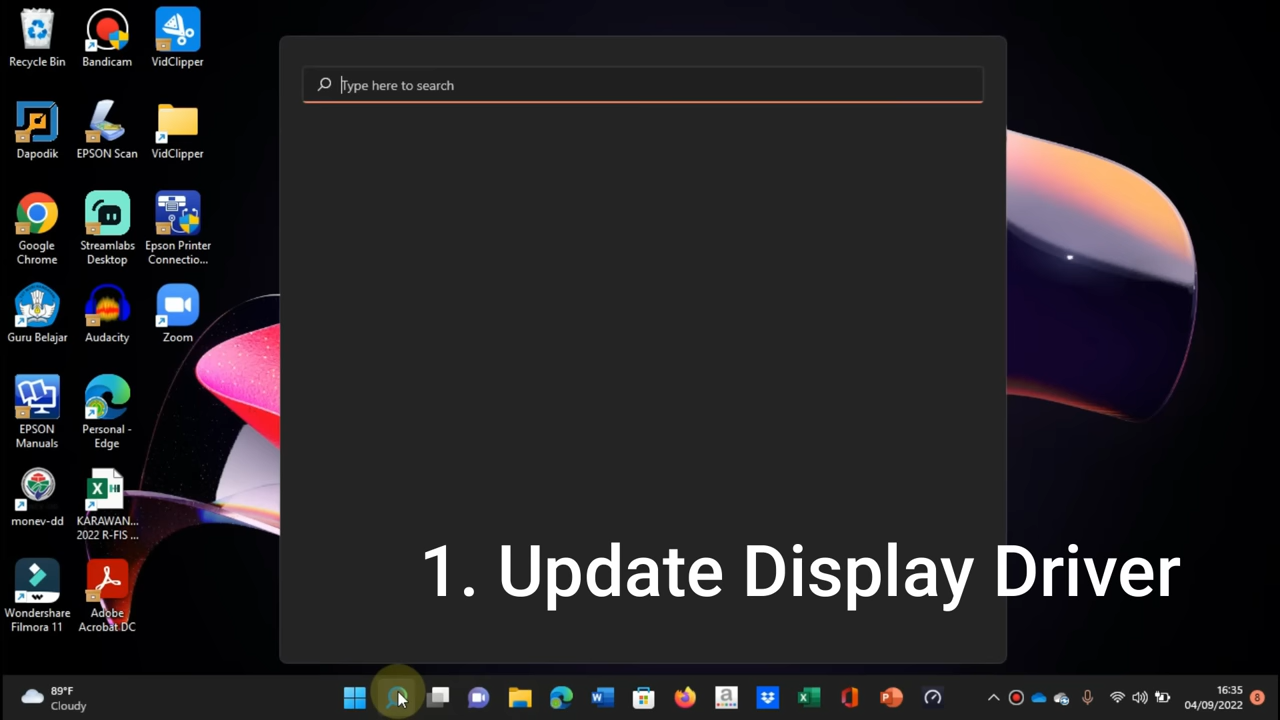 Recycle Bin
Bandicam
VidClipper
Type here to search
Dapodik
EPSON Scan
VidClipper
Google
Chrome
Streamlabs
Desktop
Epson Printer
Connectio...
Guru Belajar
Audacity
Zoom
EPSON
Manuals
Personal -
Edge
monev-dd
KARAWAN...
2022 R-FIS ...
Wondershare
Filmora 11
Adobe
Acrobat DC
1. Update Display Driver
89°F
Cloudy
16:35
04/09/2022
8